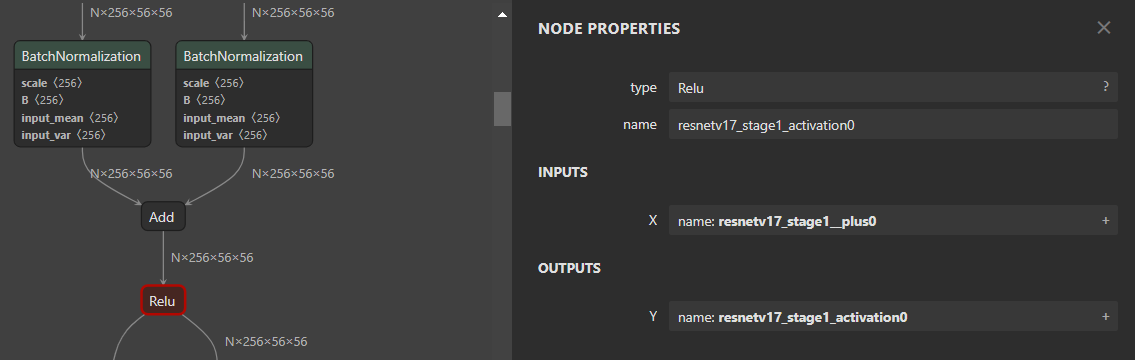 N×256×56×56
N×256×56×56
BatchNormalization
scale 〈256〉
B 〈256〉
input_mean 〈256〉
input_var 〈256〉
BatchNormalization
scale 〈256〉
B 〈256〉
input_mean 〈256〉
input_var 〈256〉
N×256×56×56
N×256×56×56
Add
N×256×56×56
Relu
N×256×56×56
NODE PROPERTIES ×
type Relu ?
name resnetv17_stage1_activation0
INPUTS
X name: resnetv17_stage1__plus0 +
OUTPUTS
Y name: resnetv17_stage1_activation0 +